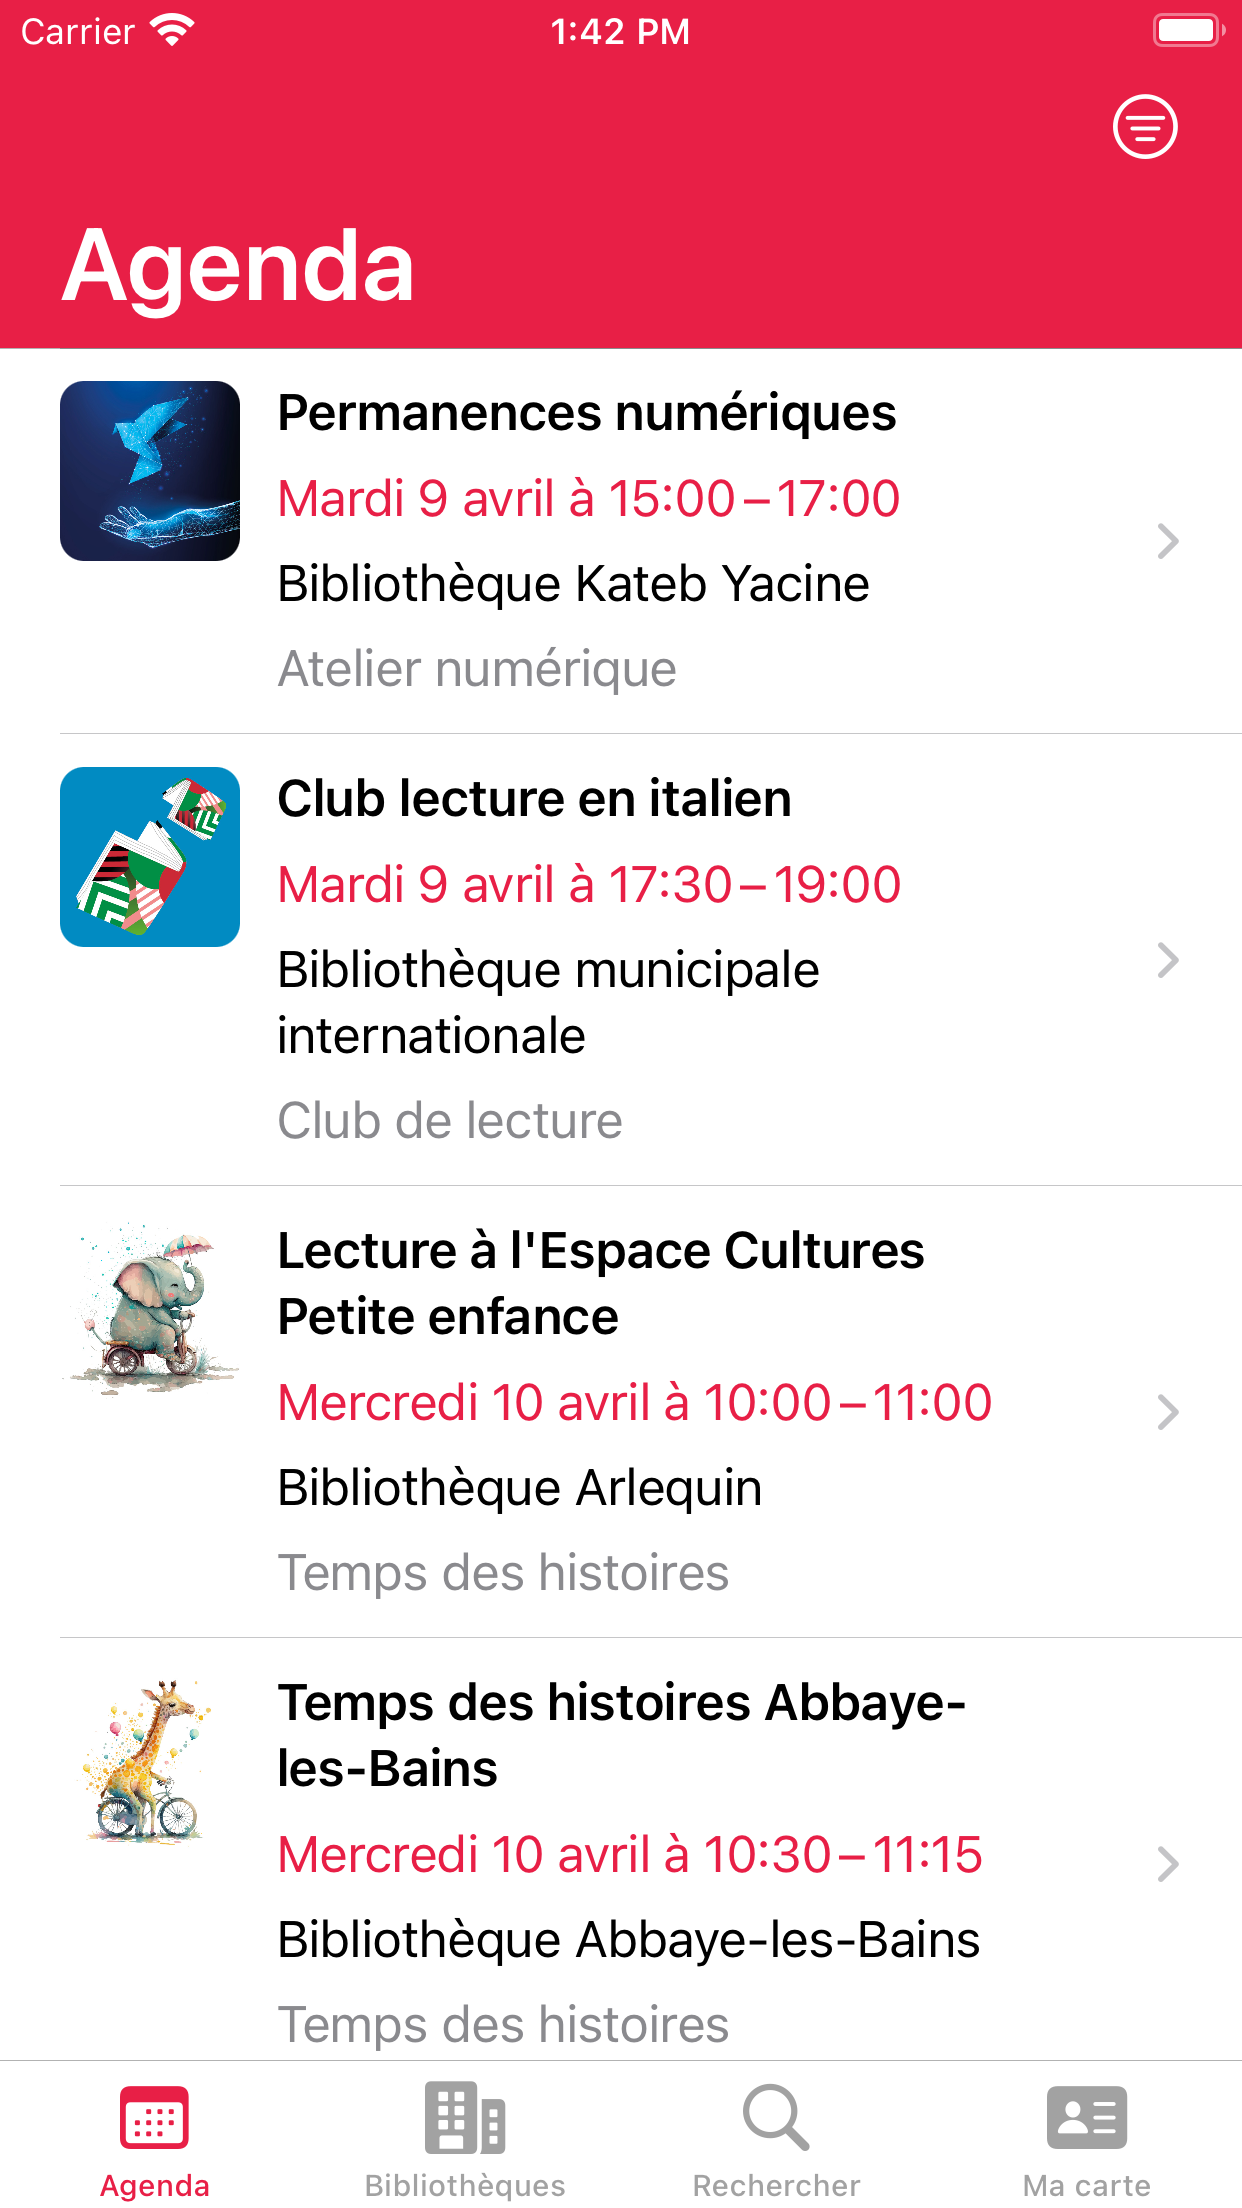 Carrier 1:42 PM
Agenda
Permanences numériques
Mardi 9 avril à 15:00 – 17:00
Bibliothèque Kateb Yacine
Atelier numérique
Club lecture en italien
Mardi 9 avril à 17:30 – 19:00
Bibliothèque municipale
internationale
Club de lecture
Lecture à l'Espace Cultures
Petite enfance
Mercredi 10 avril à 10:00 – 11:00
Bibliothèque Arlequin
Temps des histoires
Temps des histoires Abbaye-
les-Bains
Mercredi 10 avril à 10:30 – 11:15
Bibliothèque Abbaye-les-Bains
Temps des histoires
Agenda Bibliothèques Rechercher Ma carte